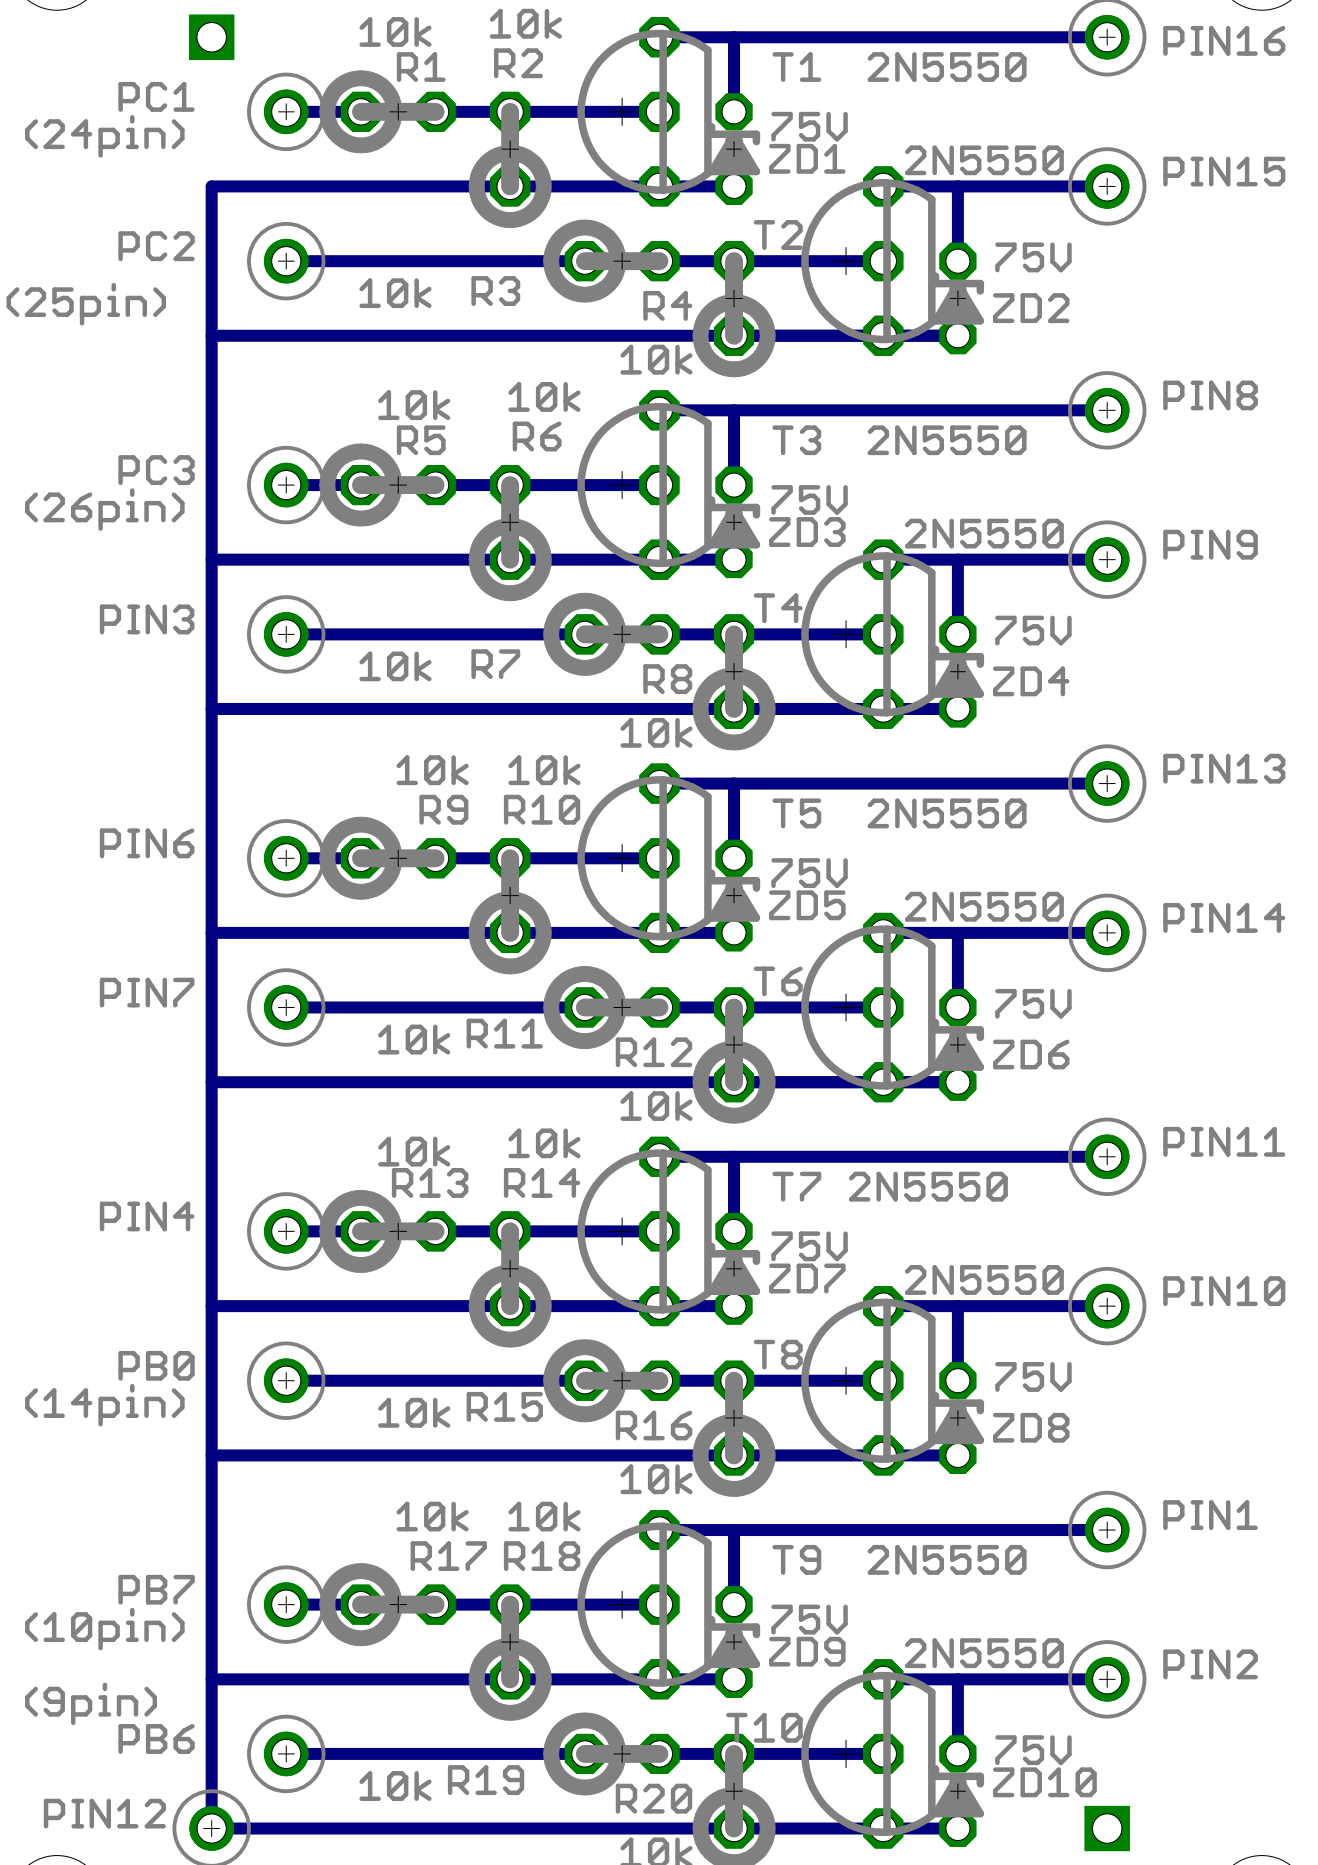 10k 10k
R1 R2 T1 2N5550 PIN16
PC1
(24pin)
75V
ZD1 2N5550 PIN15
PC2 T2 75V
(25pin) 10k R3 R4 ZD2
10k
10k 10k PIN8
R5 R6 T3 2N5550
PC3
(26pin)
75V
ZD3 2N5550 PIN9
PIN3 T4 75V
10k R7 R8 ZD4
10k
10k 10k PIN13
R9 R10 T5 2N5550
PIN6
75V
ZD5 2N5550 PIN14
PIN7 T6 75V
10k R11 R12 ZD6
10k
10k 10k PIN11
R13 R14 T7 2N5550
PIN4
75V
ZD7 2N5550 PIN10
PB0 T8 75V
(14pin) 10k R15 R16 ZD8
10k
10k 10k PIN1
R17 R18 T9 2N5550
PB7
(10pin)
75V
ZD9 2N5550 PIN2
(9pin)
PB6 T10 75V
10k R19 R20 ZD10
PIN12
10k